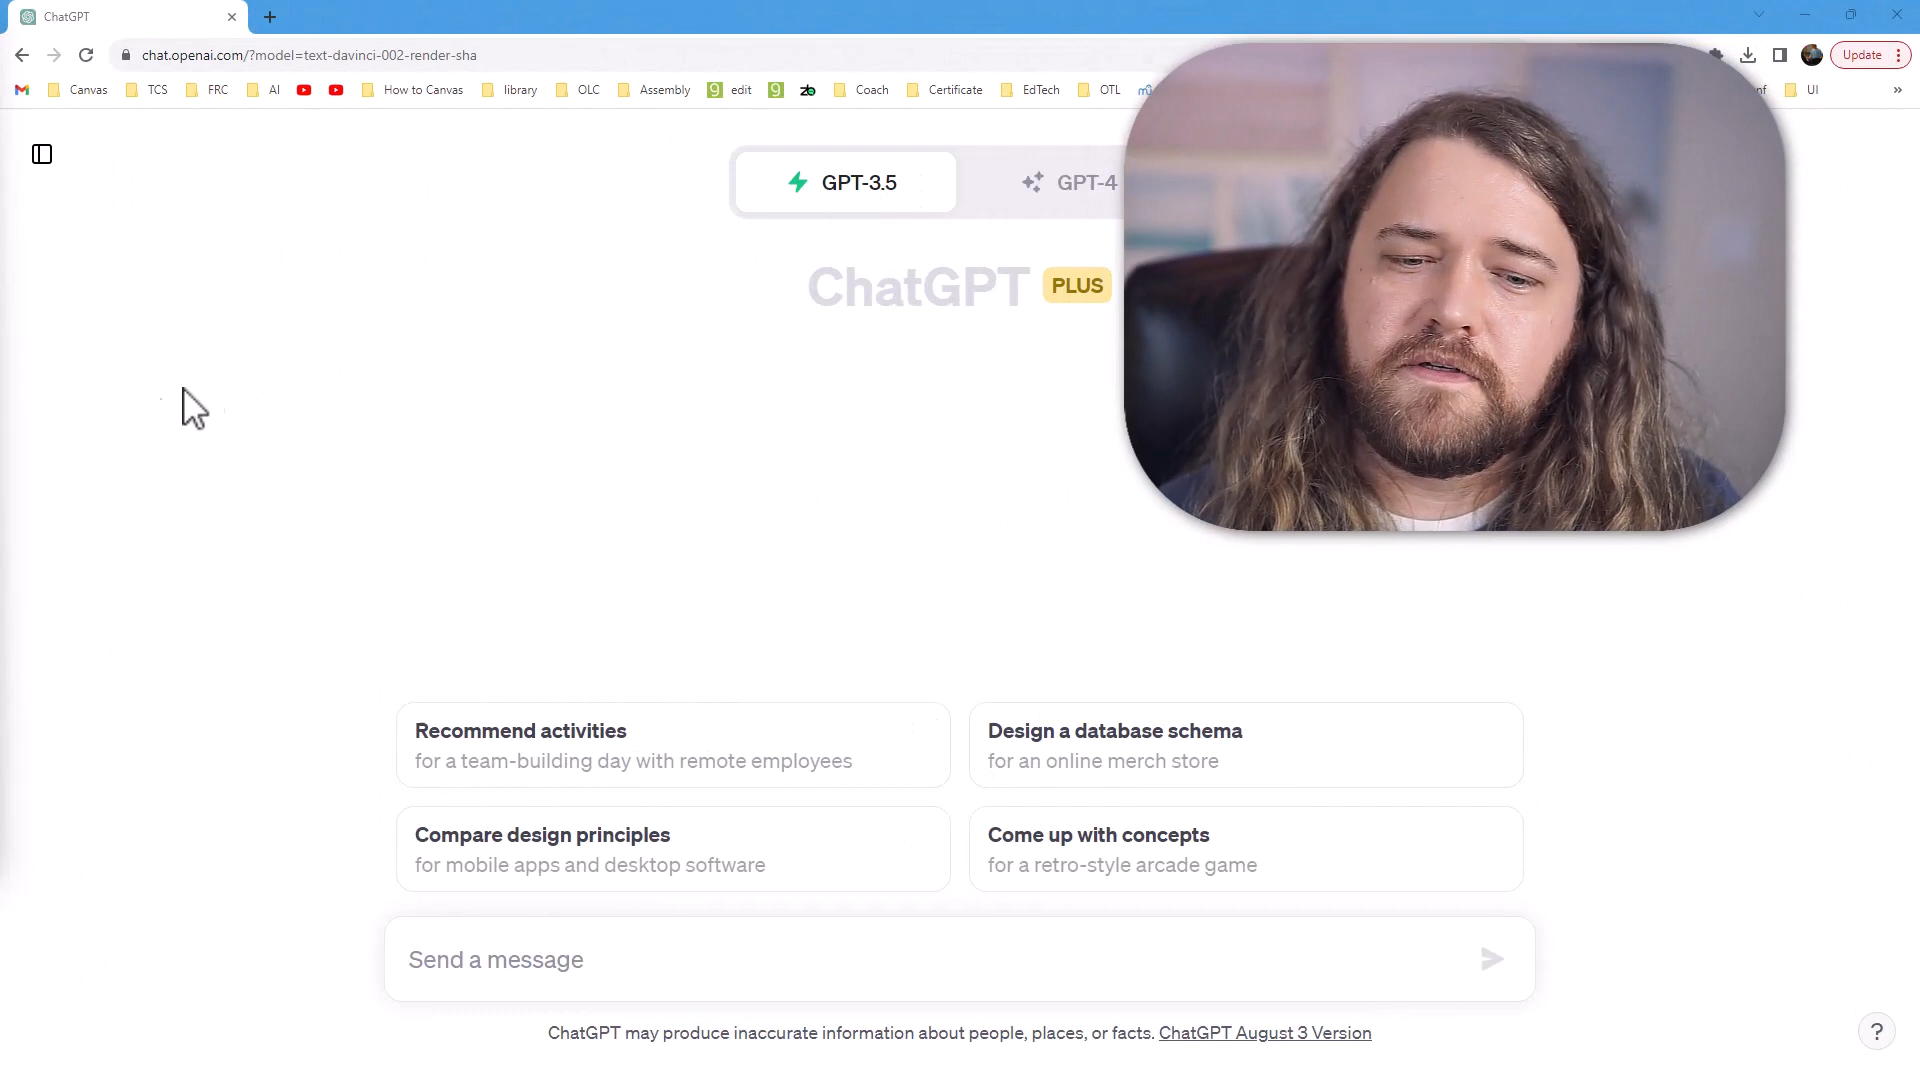 ChatGPT
chat.openai.com/?model=text-davinci-002-render-sha
Update
Canvas TCS FRC AI How to Canvas library OLC Assembly edit Coach Certificate EdTech OTL UI
GPT-3.5 GPT-4
ChatGPT PLUS
Recommend activities
for a team-building day with remote employees
Design a database schema
for an online merch store
Compare design principles
for mobile apps and desktop software
Come up with concepts
for a retro-style arcade game
Send a message
ChatGPT may produce inaccurate information about people, places, or facts. ChatGPT August 3 Version
?